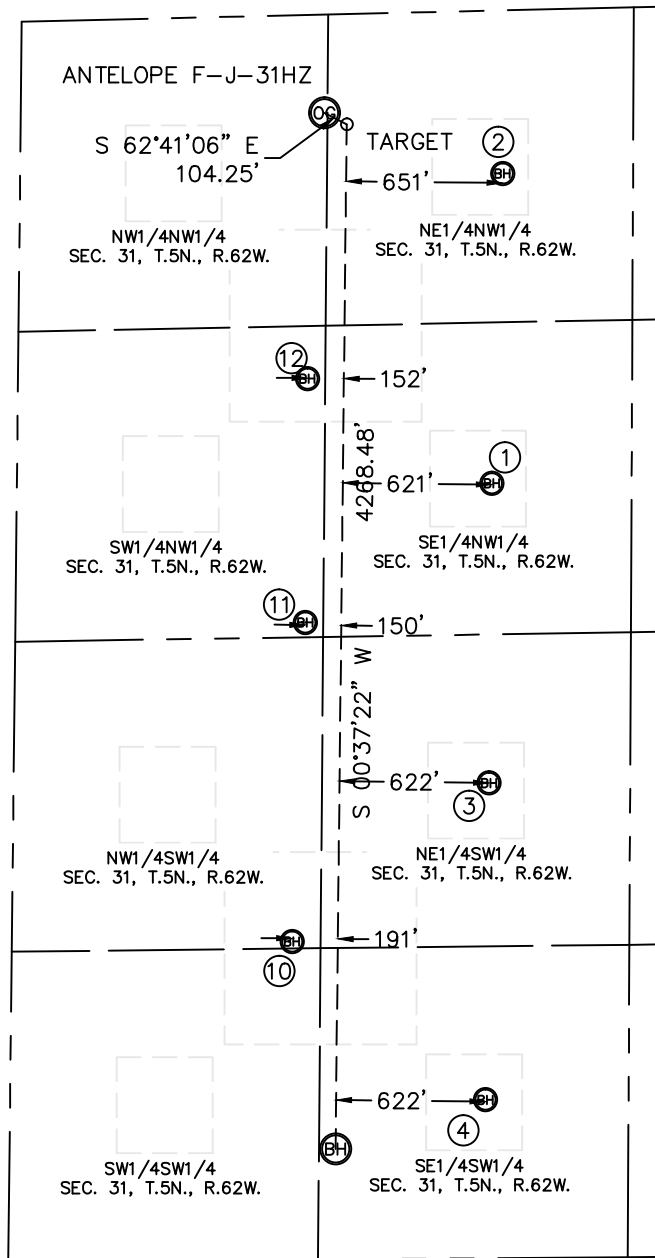 ANTELOPE F-J-31HZ
OG
S 62°41'06" E
104.25'
TARGET
2
BH
651'
NW1/4NW1/4
SEC. 31, T.5N., R.62W.
NE1/4NW1/4
SEC. 31, T.5N., R.62W.
12
BH
152'
4268.48'
1
621'
BH
SW1/4NW1/4
SEC. 31, T.5N., R.62W.
SE1/4NW1/4
SEC. 31, T.5N., R.62W.
11
BH
150'
S 00°37'22" W
622'
BH
3
NW1/4SW1/4
SEC. 31, T.5N., R.62W.
NE1/4SW1/4
SEC. 31, T.5N., R.62W.
BH
191'
10
622'
BH
4
BH
SW1/4SW1/4
SEC. 31, T.5N., R.62W.
SE1/4SW1/4
SEC. 31, T.5N., R.62W.